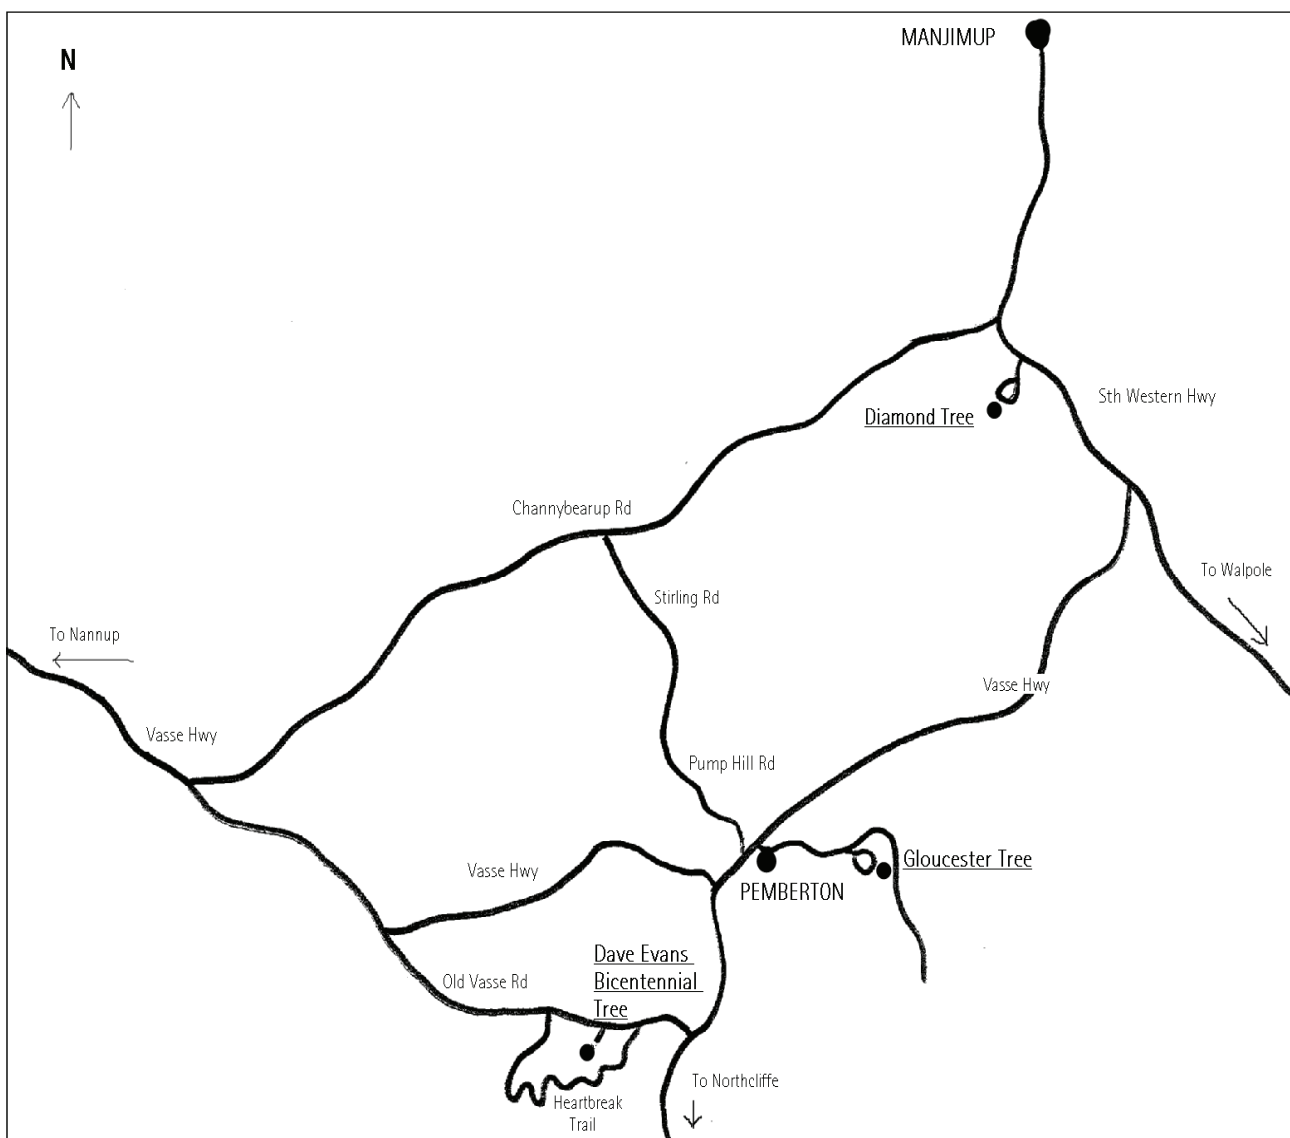 MANJIMUP
N
Sth Western Hwy
Diamond Tree
Channybearup Rd
To Walpole
Stirling Rd
To Nannup
Vasse Hwy
Vasse Hwy
Pump Hill Rd
Gloucester Tree
Vasse Hwy
PEMBERTON
Dave Evans
Bicentennial
Tree
Old Vasse Rd
To Northcliffe
Heartbreak
Trail